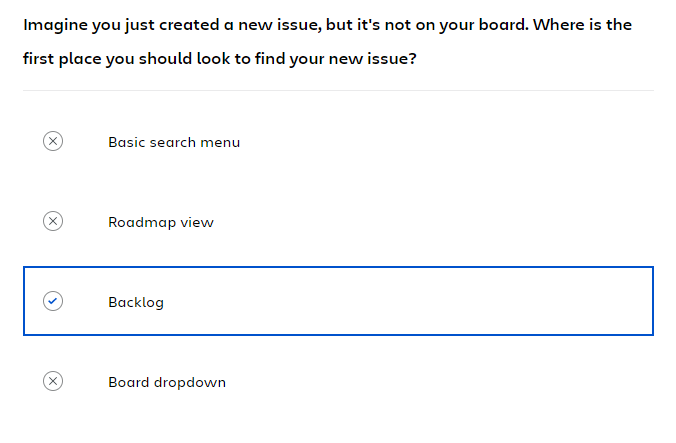 Imagine you just created a new issue, but it's not on your board. Where is the
first place you should look to find your new issue?
Basic search menu
Roadmap view
Backlog
Board dropdown